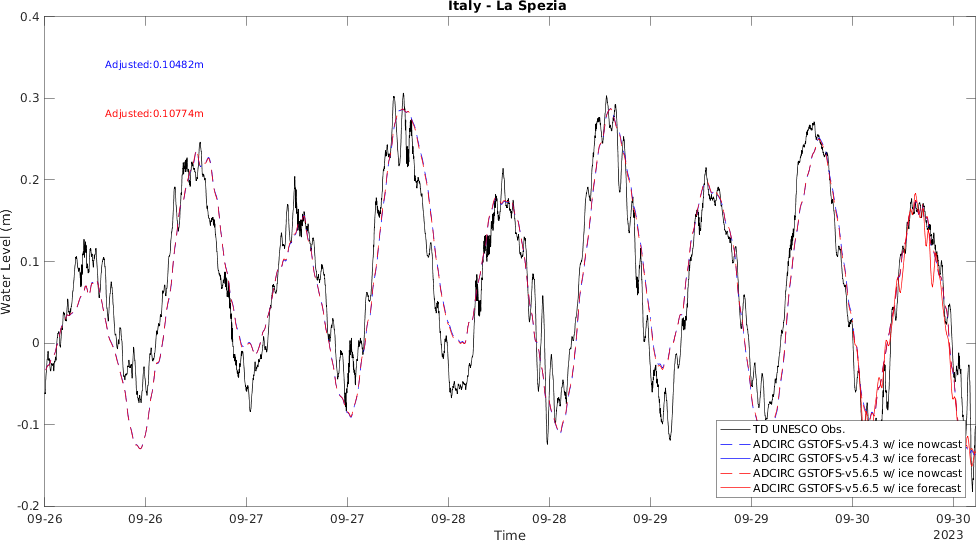 Italy - La Spezia
0.4
0.3
0.2
0.1
0
-0.1
-0.2
Water Level (m)
Adjusted:0.10482m
Adjusted:0.10774m
TD UNESCO Obs.
ADCIRC GSTOFS-v5.4.3 w/ ice nowcast
ADCIRC GSTOFS-v5.4.3 w/ ice forecast
ADCIRC GSTOFS-v5.6.5 w/ ice nowcast
ADCIRC GSTOFS-v5.6.5 w/ ice forecast
09-26 09-26 09-27 09-27 09-28 09-28 09-29 09-29 09-30 09-30
2023
Time